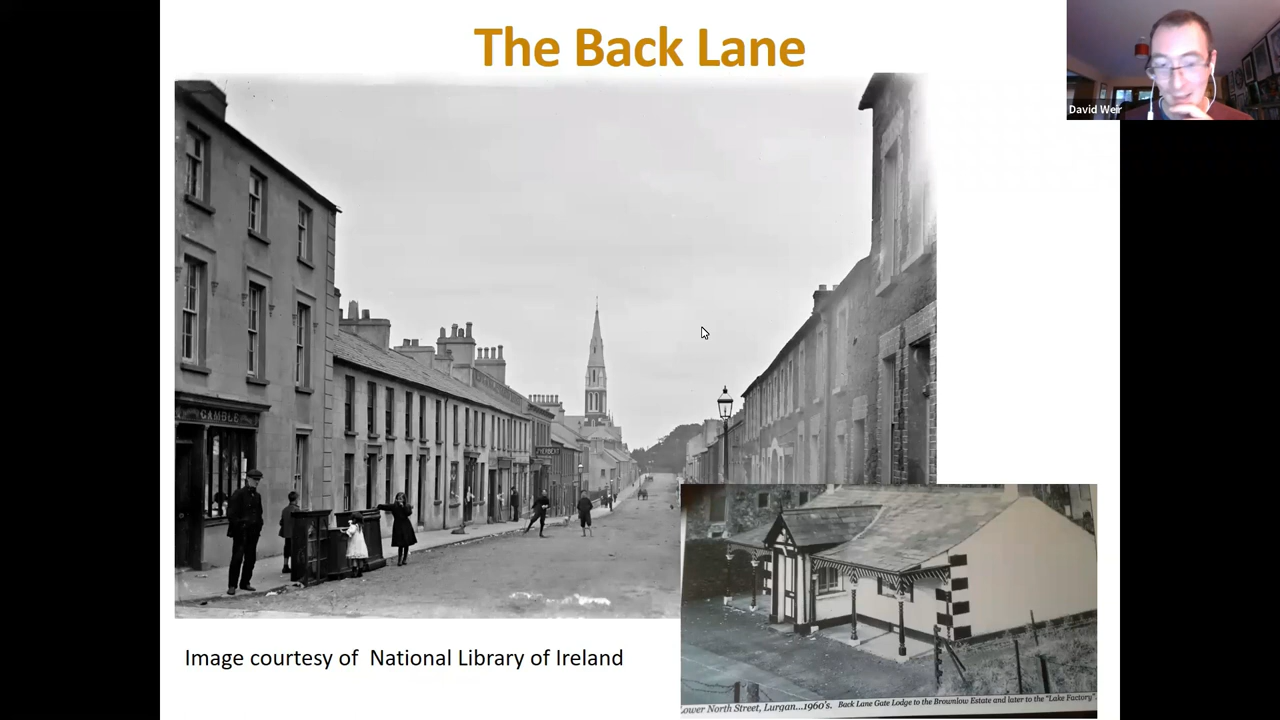 The Back Lane
David Weir
GAMBLE
HERBERT
Image courtesy of  National Library of Ireland
Lower North Street, Lurgan...1960's. Back Lane Gate Lodge to the Brownlow Estate and later to the "Lake Factory".